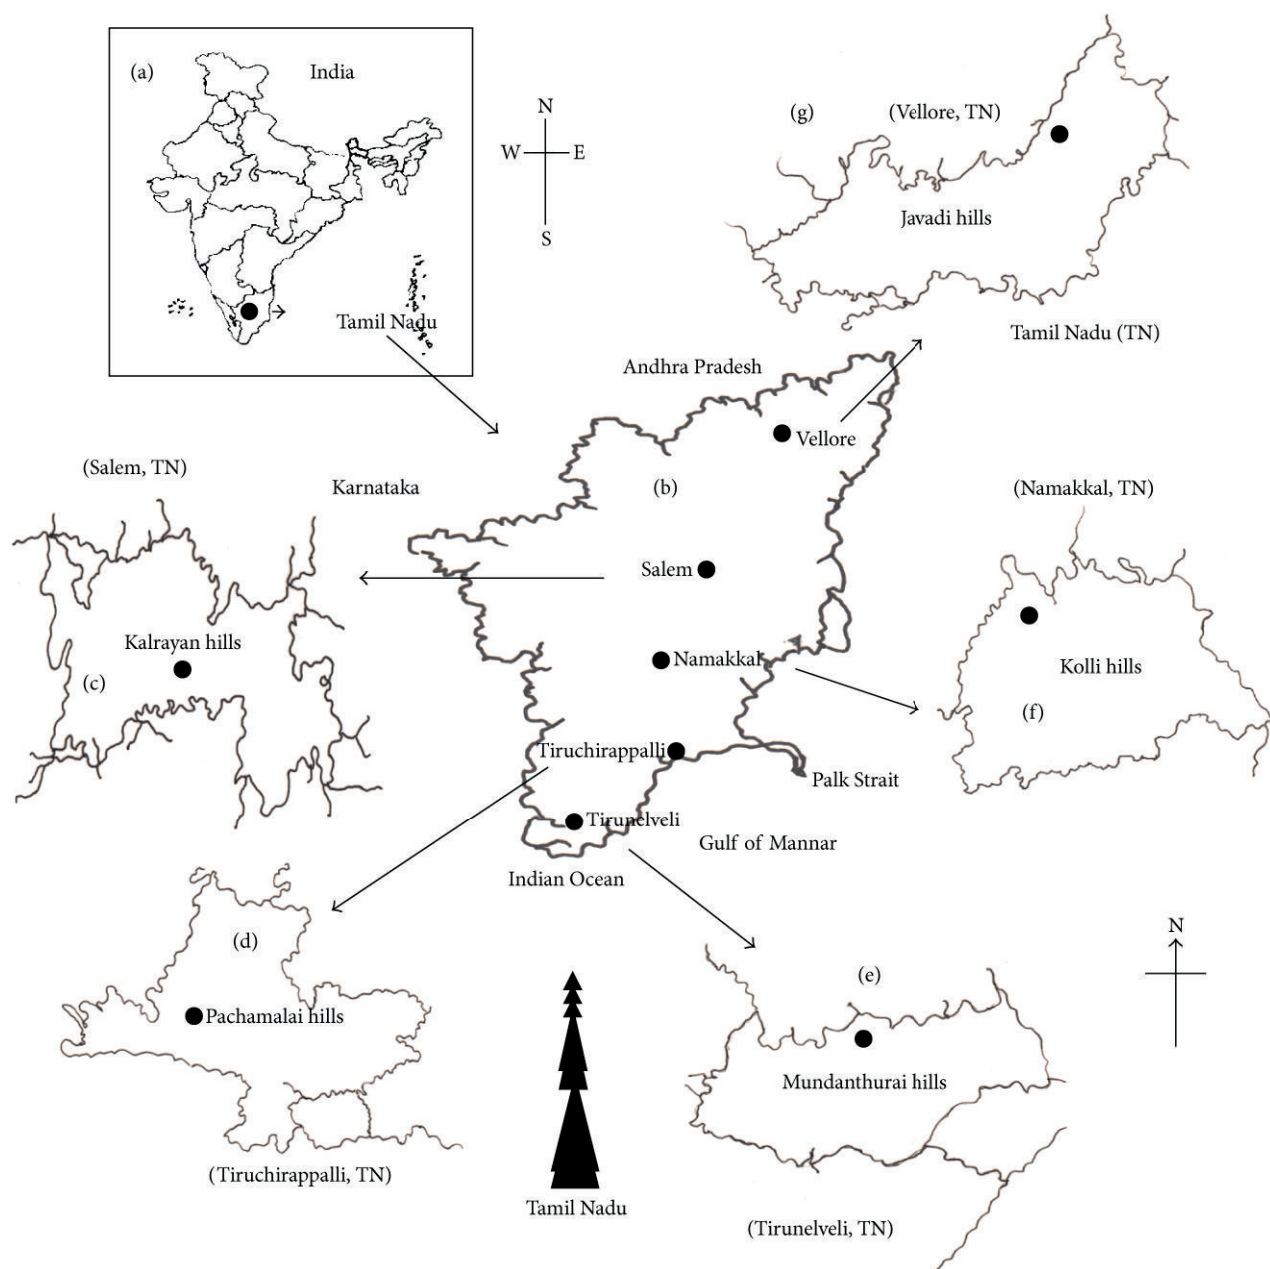 (a)
India
N
W
E
S
Tamil Nadu
(g)
(Vellore, TN)
Javadi hills
Tamil Nadu (TN)
Andhra Pradesh
Vellore
(b)
(Salem, TN)
Karnataka
(Namakkal, TN)
Salem
Kalrayan hills
(c)
Namakkal
Kolli hills
(f)
Tiruchirappalli
Palk Strait
Tirunelveli
Gulf of Mannar
Indian Ocean
(d)
Pachamalai hills
(Tiruchirappalli, TN)
Tamil Nadu
(e)
Mundanthurai hills
(Tirunelveli, TN)
N